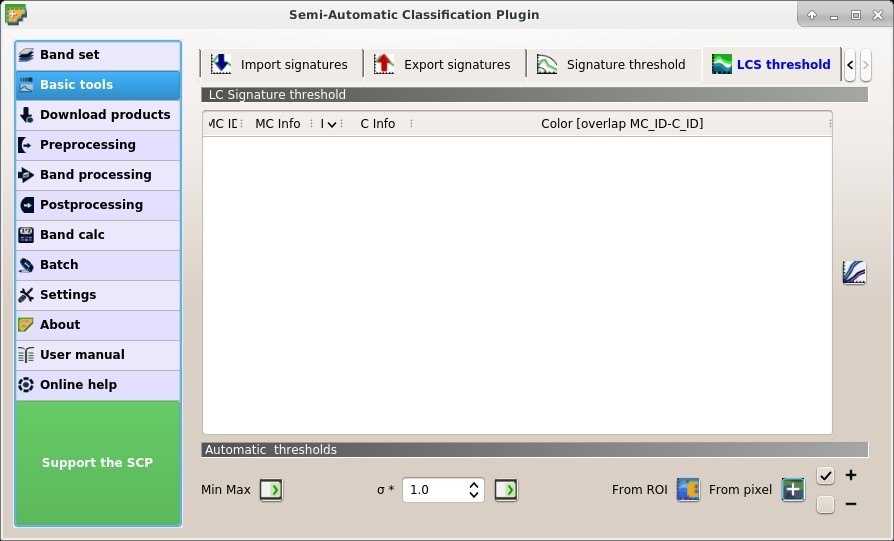 Semi-Automatic Classification Plugin
Band set
Basic tools
Download products
Preprocessing
Band processing
Postprocessing
Band calc
Batch
Settings
About
User manual
Online help
Support the SCP
Import signatures
Export signatures
Signature threshold
LCS threshold
LC Signature threshold
MC Info
C Info
Color [overlap MC_ID-C_ID]
Automatic thresholds
Min Max
σ * 1.0
From ROI
From pixel
+
−